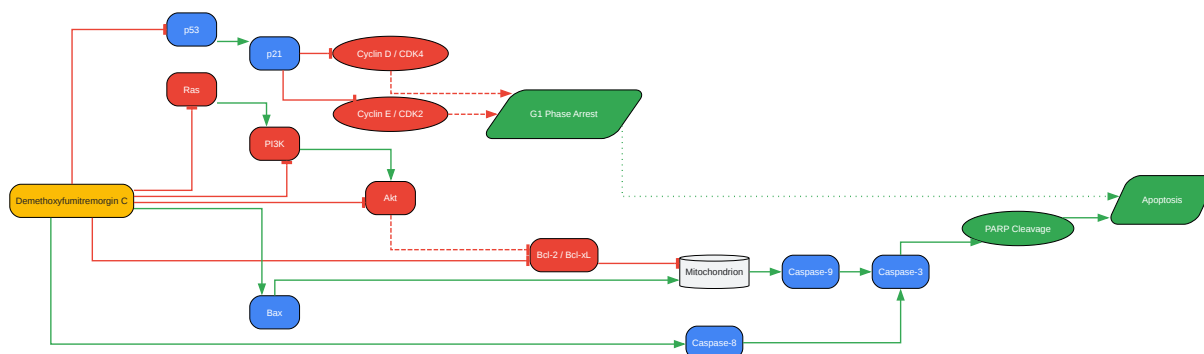 p53
p21
Cyclin D / CDK4
Ras
Cyclin E / CDK2
G1 Phase Arrest
PI3K
Demethoxyfumitremorgin C
Akt
Apoptosis
PARP Cleavage
Bcl-2 / Bcl-xL
Mitochondrion
Caspase-9
Caspase-3
Bax
Caspase-8